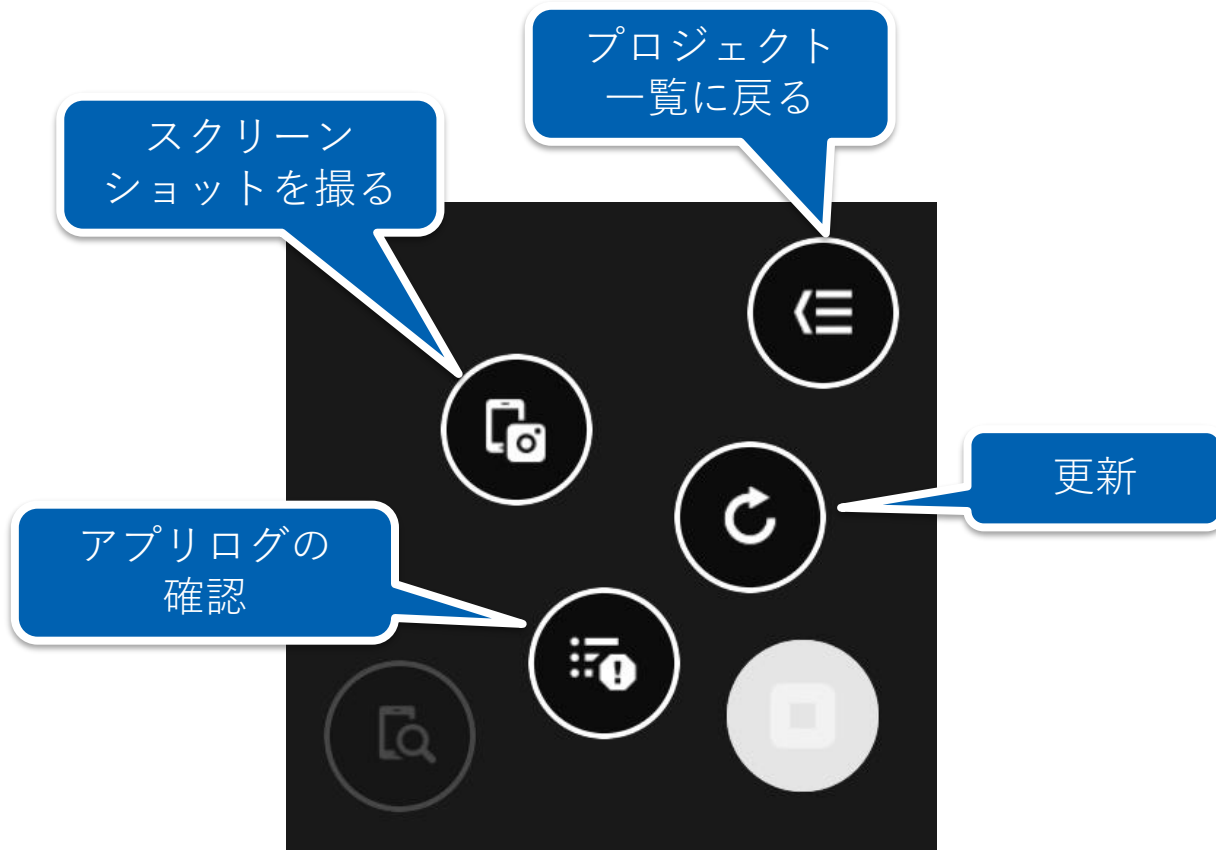 プロジェクト
一覧に戻る
スクリーン
ショットを撮る
更新
アプリログの
確認